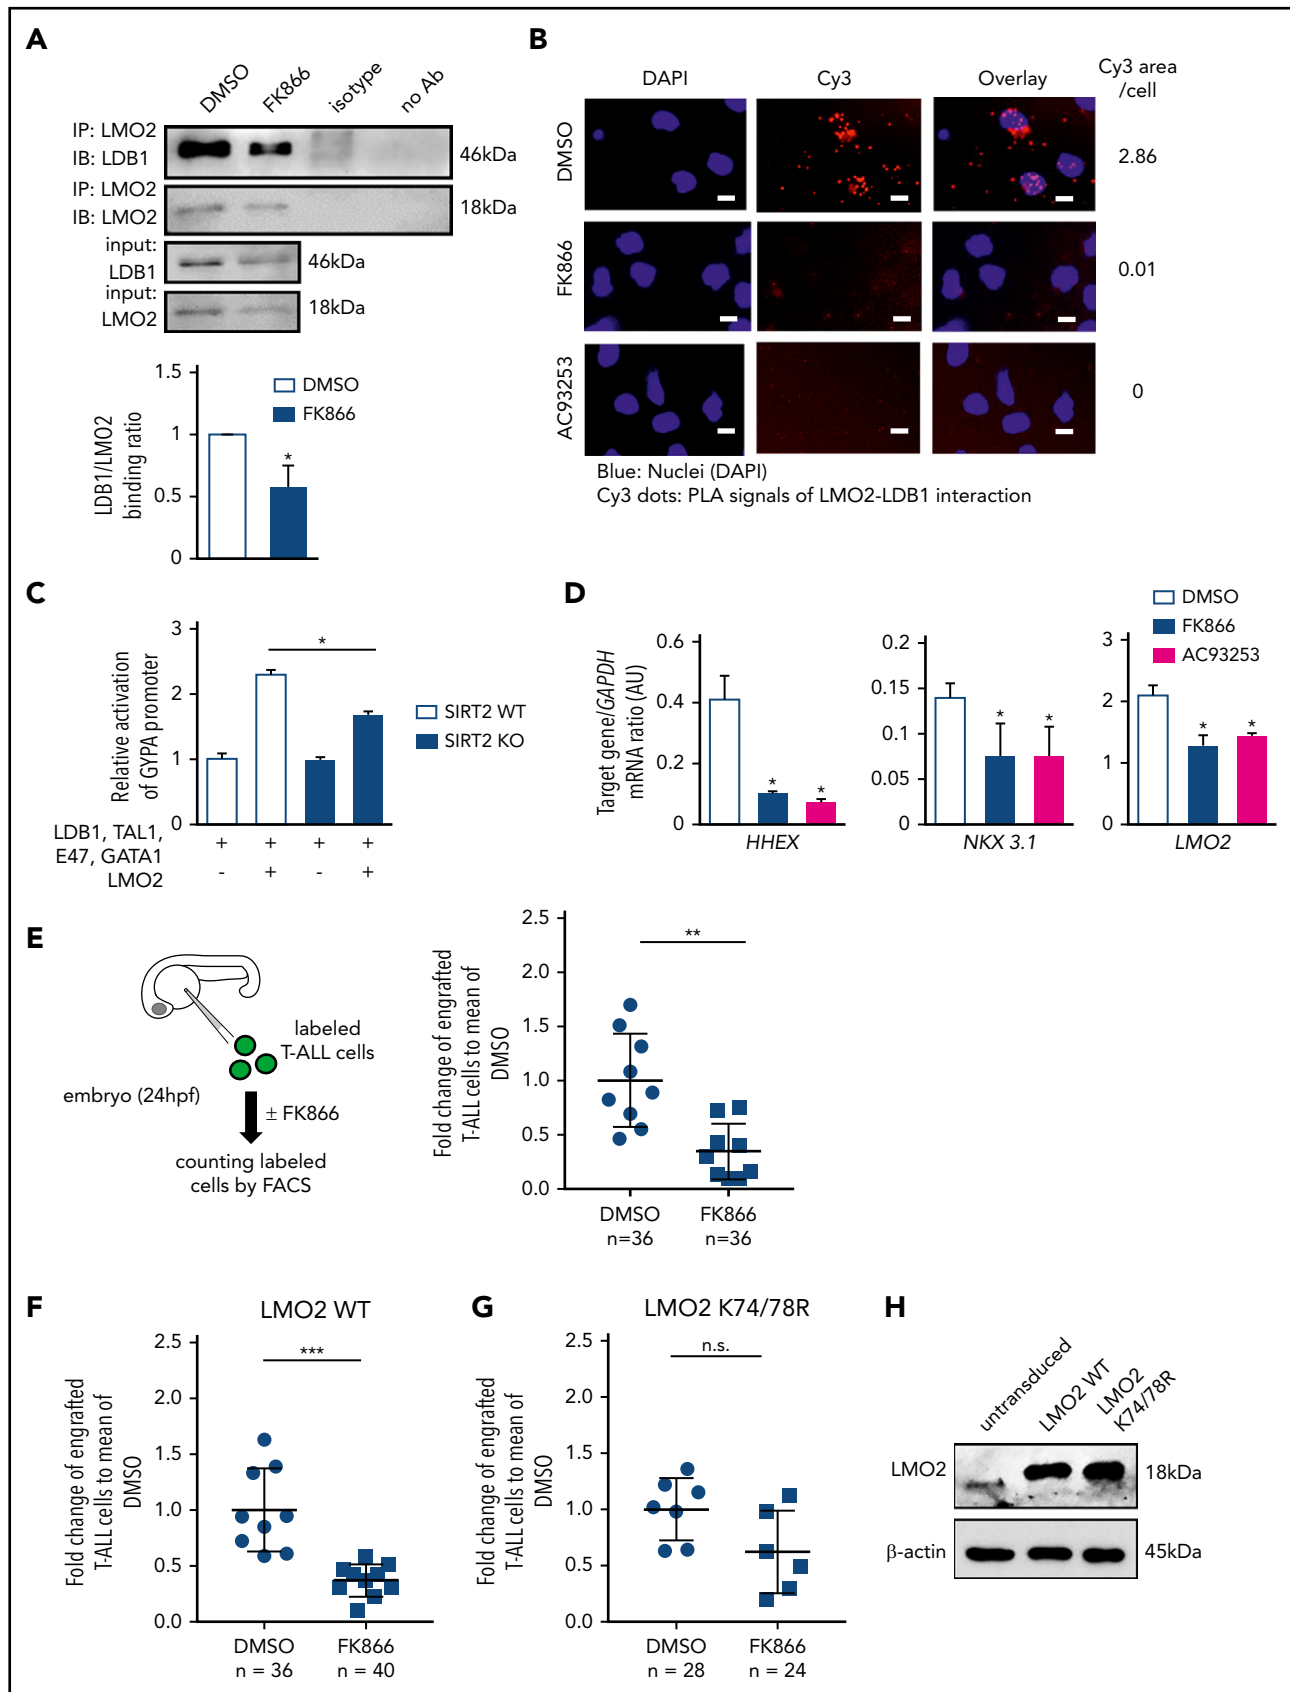 A
DMSO
FK866
isotype
no Ab
IP: LMO2
IB: LDB1
46kDa
IP: LMO2
IB: LMO2
18kDa
input:
LDB1
46kDa
input:
LMO2
18kDa
LDB1/LMO2
binding ratio
1.5
1
0.5
0
DMSO
FK866
*
B
DAPI
Cy3
Overlay
Cy3 area
/cell
DMSO
2.86
FK866
0.01
AC93253
0
Blue: Nuclei (DAPI)
Cy3 dots: PLA signals of LMO2-LDB1 interaction
C
Relative activation
of GYPA promoter
3
2
1
0
*
SIRT2 WT
SIRT2 KO
LDB1, TAL1,
E47, GATA1
+ + + +
LMO2
- + - +
D
DMSO
FK866
AC93253
Target gene/GAPDH
mRNA ratio (AU)
0.6
0.4
0.2
0
* *
HHEX
0.2
0.15
0.1
0.05
0
* *
NKX 3.1
3
2
1
0
* *
LMO2
E
labeled
T-ALL cells
embryo (24hpf)
± FK866
counting labeled
cells by FACS
Fold change of engrafted
T-ALL cells to mean of
DMSO
2.5
2.0
1.5
1.0
0.5
0.0
**
DMSO
n=36
FK866
n=36
F
LMO2 WT
Fold change of engrafted
T-ALL cells to mean of
DMSO
2.5
2.0
1.5
1.0
0.5
0.0
***
DMSO
n = 36
FK866
n = 40
G
LMO2 K74/78R
Fold change of engrafted
T-ALL cells to mean of
DMSO
2.5
2.0
1.5
1.0
0.5
0.0
n.s.
DMSO
n = 28
FK866
n = 24
H
untransduced
LMO2 WT
LMO2
K74/78R
LMO2
18kDa
β-actin
45kDa